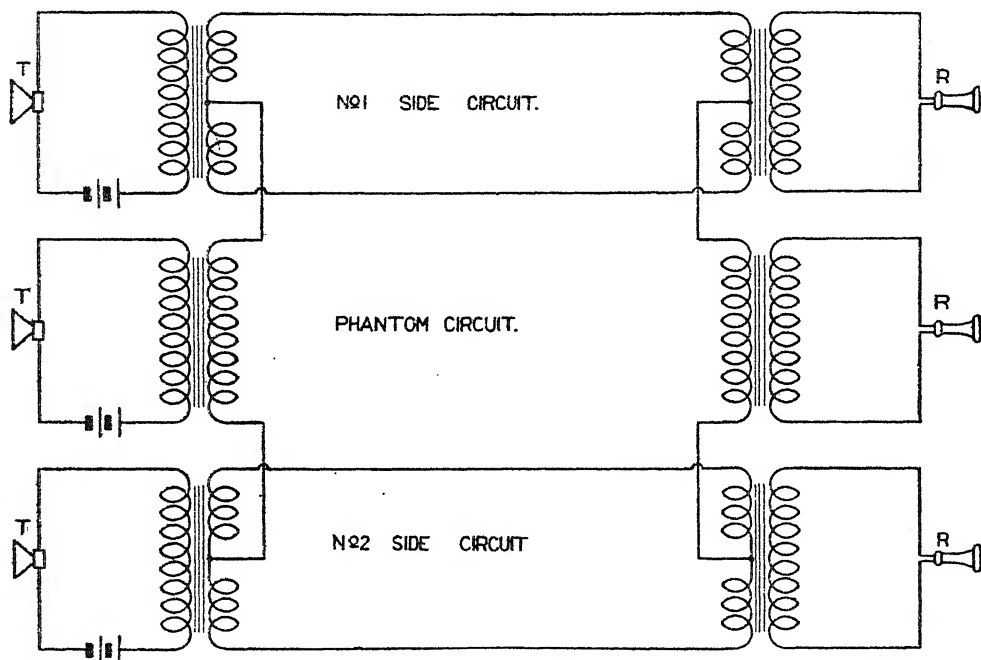 T
R
Nº1 SIDE CIRCUIT.
T
R
PHANTOM CIRCUIT.
T
R
Nº2 SIDE CIRCUIT